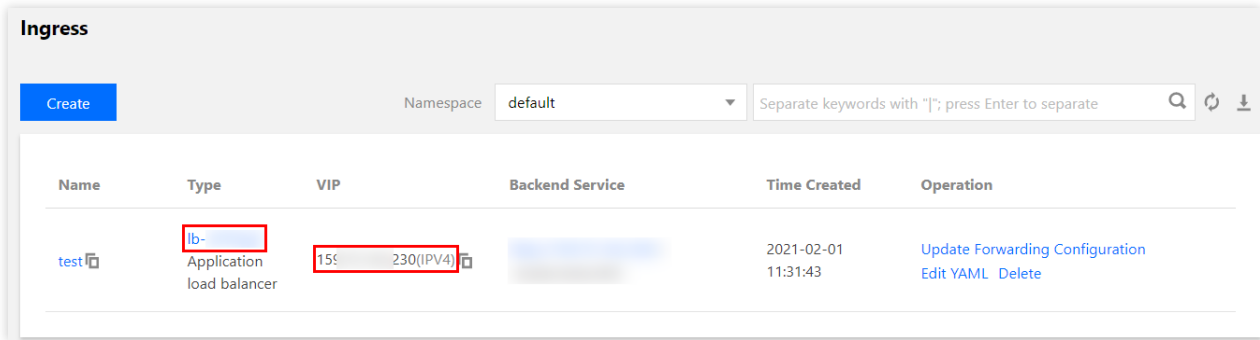 Ingress
Create
Namespace
default
Separate keywords with "|"; press Enter to separate
Name Type VIP Backend Service Time Created Operation
test
lb-
Application
load balancer
159 230(IPV4)
2021-02-01
11:31:43
Update Forwarding Configuration
Edit YAML Delete